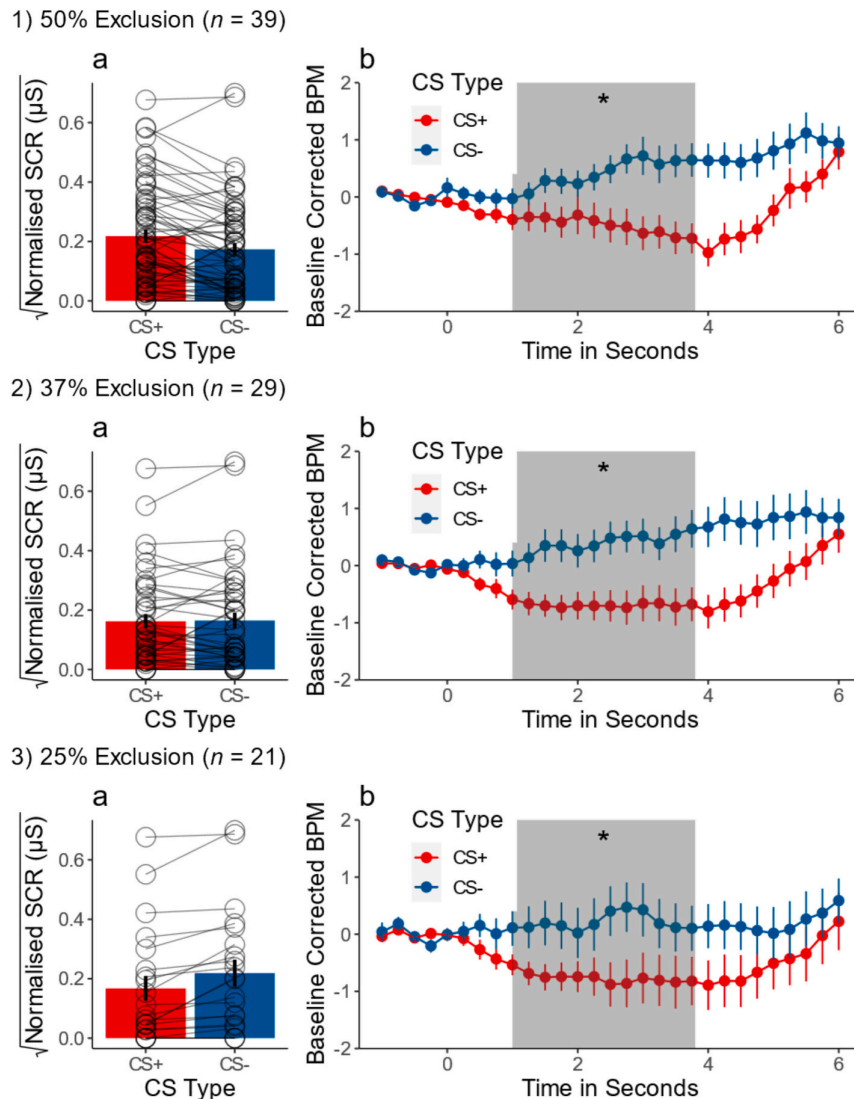 1) 50% Exclusion (n = 39)
a
b
√Normalised SCR (µS)
0.6
0.4
0.2
0.0
CS+
CS-
CS Type
Baseline Corrected BPM
2
1
0
-1
-2
CS Type
CS+
CS-
*
0
2
4
6
Time in Seconds
2) 37% Exclusion (n = 29)
a
b
√Normalised SCR (µS)
0.6
0.4
0.2
0.0
CS+
CS-
CS Type
Baseline Corrected BPM
2
1
0
-1
-2
CS Type
CS+
CS-
*
0
2
4
6
Time in Seconds
3) 25% Exclusion (n = 21)
a
b
√Normalised SCR (µS)
0.6
0.4
0.2
0.0
CS+
CS-
CS Type
Baseline Corrected BPM
2
1
0
-1
-2
CS Type
CS+
CS-
*
0
2
4
6
Time in Seconds